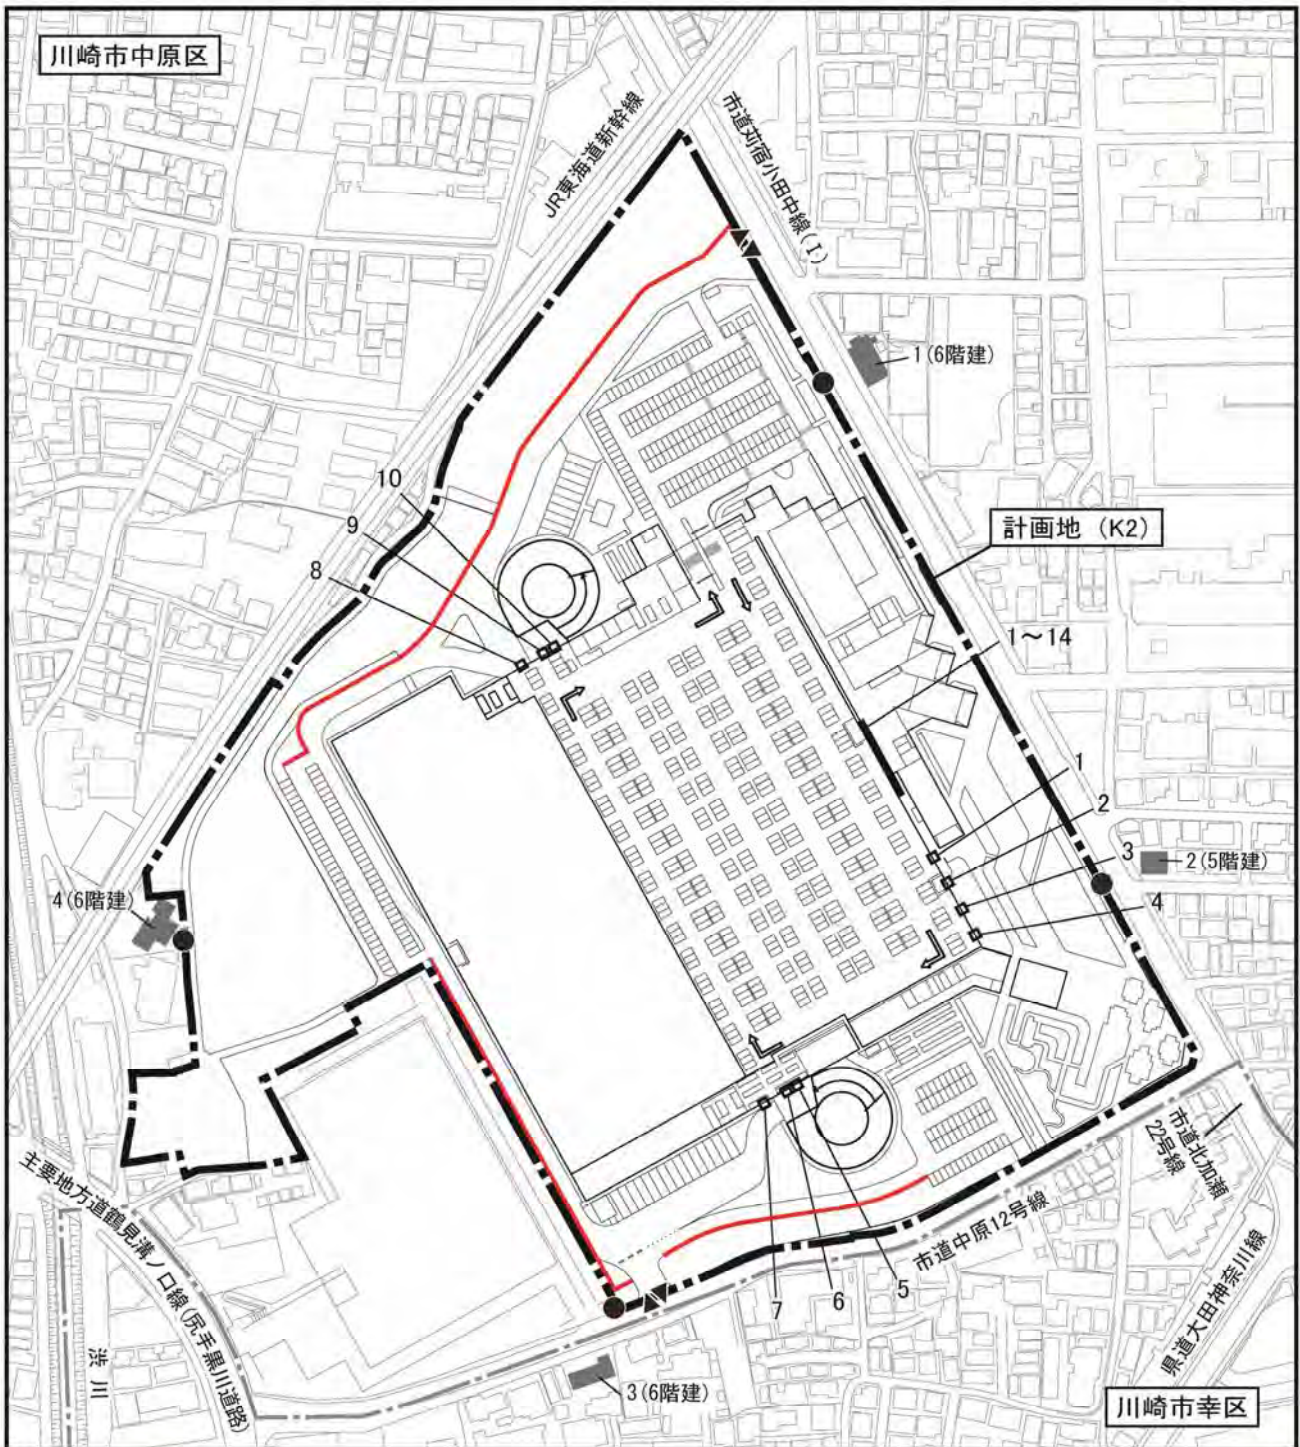 川崎市中原区
JR東海道新幹線
市道苅宿小田中線(I)
1(6階建)
10
9
8
計画地 (K2)
1～14
1
2
3
4
2(5階建)
4(6階建)
市道北加瀬
22号線
市道中原12号線
主要地方道鶴見溝ノ口線(尻手黒川道路)
県道大田神奈川線
7
6
5
渋川
3(6階建)
川崎市幸区